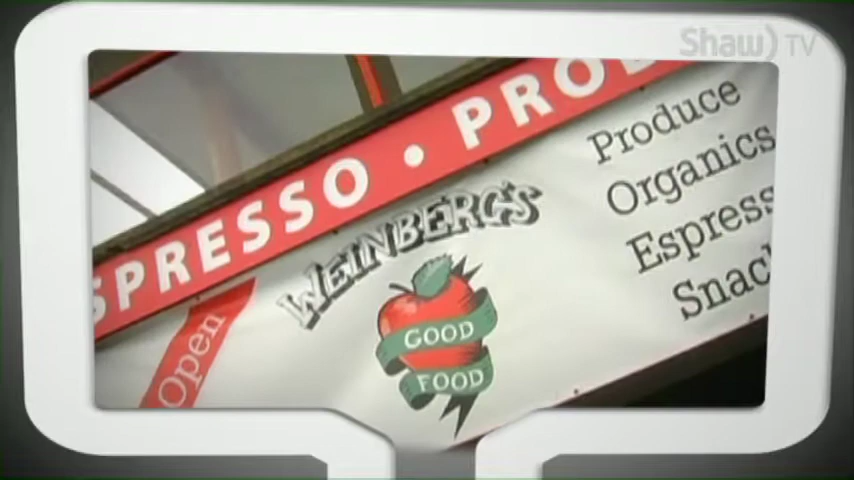 Shaw) TV
SPRESSO • PROD
WEINBERG'S
GOOD
FOOD
Open
Produce
Organics
Espress
Snac